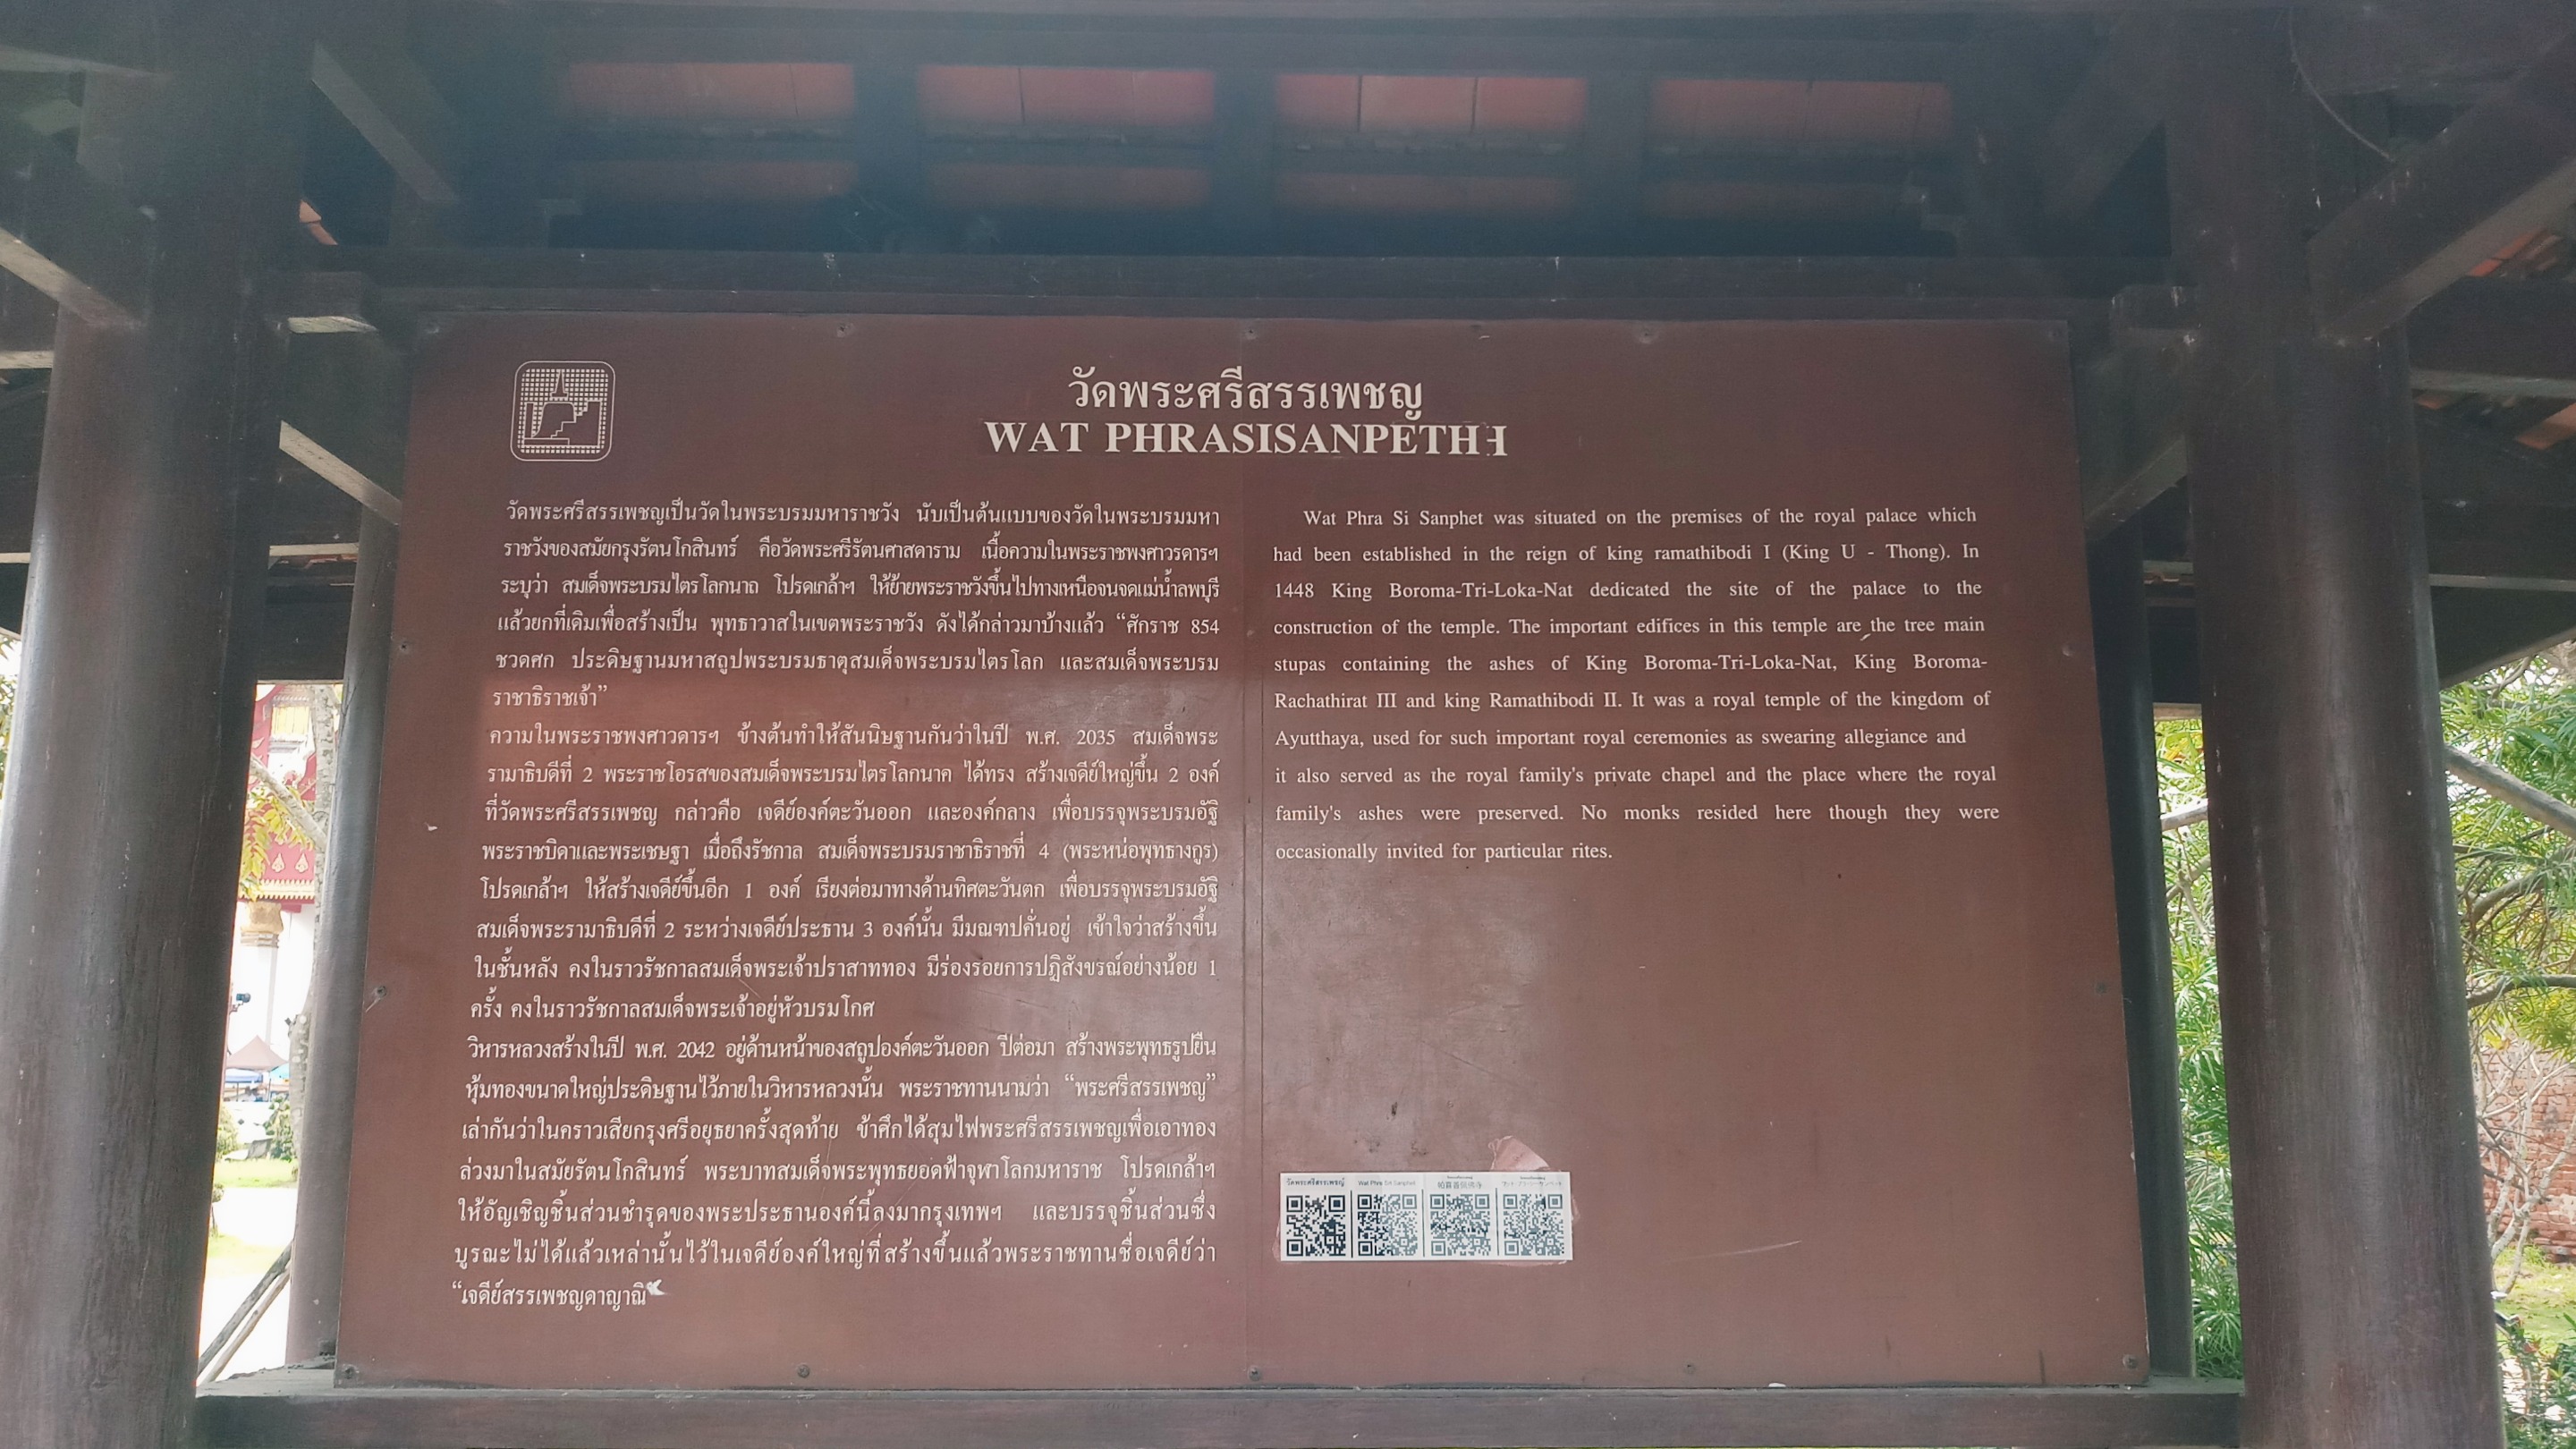 วัดพระศรีสรรเพชญ
WAT PHRASISANPETH
วัดพระศรีสรรเพชญเป็นวัดในพระบรมมหาราชวัง นับเป็นต้นแบบของวัดในพระบรมมหา
ราชวังของสมัยกรุงรัตนโกสินทร์ คือวัดพระศรีรัตนศาสดาราม เนื้อความในพระราชพงศาวรดารฯ
ระบุว่า สมเด็จพระบรมไตรโลกนาถ โปรดเกล้าฯ ให้ย้ายพระราชวังขึ้นไปทางเหนือจนจดแม่น้ำลพบุรี
แล้วยกที่เดิมเพื่อสร้างเป็น พุทธาวาสในเขตพระราชวัง ดังได้กล่าวมาบ้างแล้ว “ศักราช 854
ชวดศก ประดิษฐานมหาสถูปพระบรมธาตุสมเด็จพระบรมไตรโลก และสมเด็จพระบรม
ราชาธิราชเจ้า”
ความในพระราชพงศาวดารฯ ข้างต้นทำให้สันนิษฐานกันว่าในปี พ.ศ. 2035 สมเด็จพระ
รามาธิบดีที่ 2 พระราชโอรสของสมเด็จพระบรมไตรโลกนาค ได้ทรง สร้างเจดีย์ใหญ่ขึ้น 2 องค์
ที่วัดพระศรีสรรเพชญ กล่าวคือ เจดีย์องค์ตะวันออก และองค์กลาง เพื่อบรรจุพระบรมอัฐิ
พระราชบิดาและพระเชษฐา เมื่อถึงรัชกาล สมเด็จพระบรมราชาธิราชที่ 4 (พระหน่อพุทธางกูร)
โปรดเกล้าฯ ให้สร้างเจดีย์ขึ้นอีก 1 องค์ เรียงต่อมาทางด้านทิศตะวันตก เพื่อบรรจุพระบรมอัฐิ
สมเด็จพระรามาธิบดีที่ 2 ระหว่างเจดีย์ประธาน 3 องค์นั้น มีมณฑปคั่นอยู่ เข้าใจว่าสร้างขึ้น
ในชั้นหลัง คงในราวรัชกาลสมเด็จพระเจ้าปราสาททอง มีร่องรอยการปฏิสังขรณ์อย่างน้อย 1
ครั้ง คงในราวรัชกาลสมเด็จพระเจ้าอยู่หัวบรมโกศ
วิหารหลวงสร้างในปี พ.ศ. 2042 อยู่ด้านหน้าของสถูปองค์ตะวันออก ปีต่อมา สร้างพระพุทธรูปยืน
หุ้มทองขนาดใหญ่ประดิษฐานไว้ภายในวิหารหลวงนั้น พระราชทานนามว่า “พระศรีสรรเพชญ”
เล่ากันว่าในคราวเสียกรุงศรีอยุธยาครั้งสุดท้าย ข้าศึกได้สุมไฟพระศรีสรรเพชญเพื่อเอาทอง
ล่วงมาในสมัยรัตนโกสินทร์ พระบาทสมเด็จพระพุทธยอดฟ้าจุฬาโลกมหาราช โปรดเกล้าฯ
ให้อัญเชิญชิ้นส่วนชำรุดของพระประธานองค์นี้ลงมากรุงเทพฯ และบรรจุชิ้นส่วนซึ่ง
บูรณะไม่ได้แล้วเหล่านั้นไว้ในเจดีย์องค์ใหญ่ที่สร้างขึ้นแล้วพระราชทานชื่อเจดีย์ว่า
“เจดีย์สรรเพชญดาญาณ
Wat Phra Si Sanphet was situated on the premises of the royal palace which
had been established in the reign of king ramathibodi I (King U - Thong). In
1448 King Boroma-Tri-Loka-Nat dedicated the site of the palace to the
construction of the temple. The important edifices in this temple are the tree main
stupas containing the ashes of King Boroma-Tri-Loka-Nat, King Boroma-
Rachathirat III and king Ramathibodi II. It was a royal temple of the kingdom of
Ayutthaya, used for such important royal ceremonies as swearing allegiance and
it also served as the royal family's private chapel and the place where the royal
family's ashes were preserved. No monks resided here though they were
occasionally invited for particular rites.
วัดพระศรีสรรเพชญ์
Wat Phra Sri Sanphet